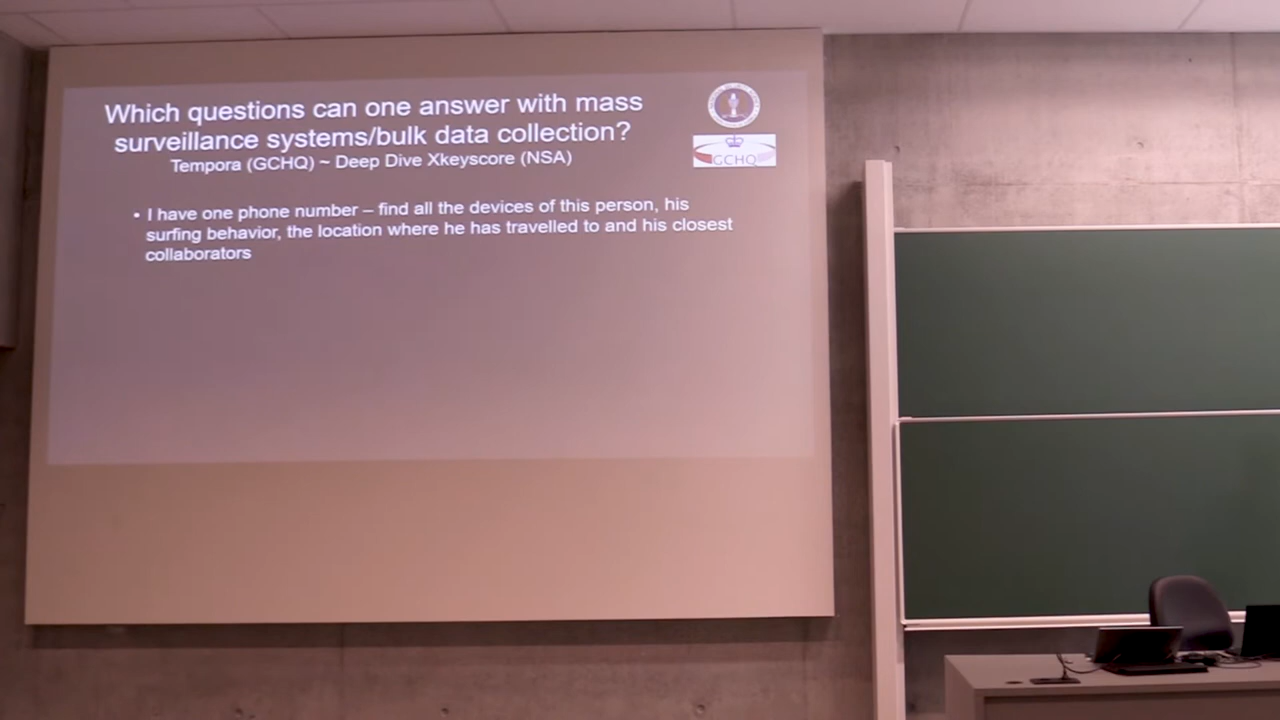 Which questions can one answer with mass
surveillance systems/bulk data collection?
Tempora (GCHQ) ~ Deep Dive Xkeyscore (NSA)
GCHQ
• I have one phone number – find all the devices of this person, his
surfing behavior, the location where he has travelled to and his closest
collaborators